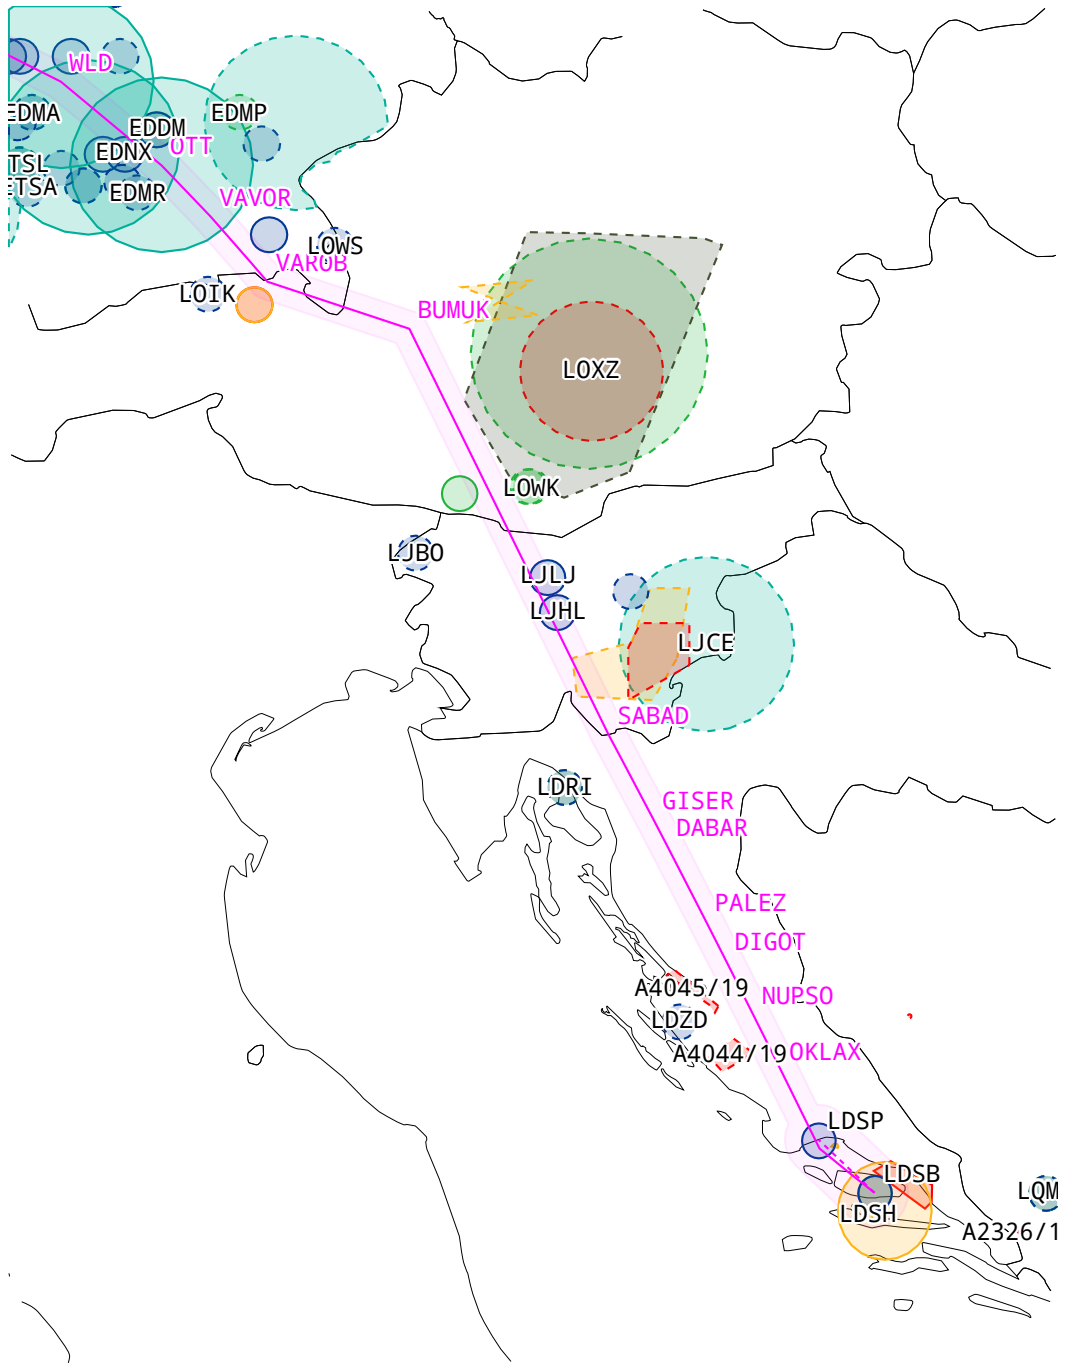 WLD
EDMA
EDMP
EDDM
OTT
EDNX
TSL
ETSA
EDMR
VAVOR
LOWS
VAROB
LOIK
BUMUK
LOXZ
LOWK
LJBO
LJLJ
LJHL
LJCE
SABAD
LDRI
GISER
DABAR
PALEZ
DIGOT
A4045/19
NUPSO
LDZD
A4044/19
OKLAX
LDSP
LDSB
LQM
LDSH
A2326/1